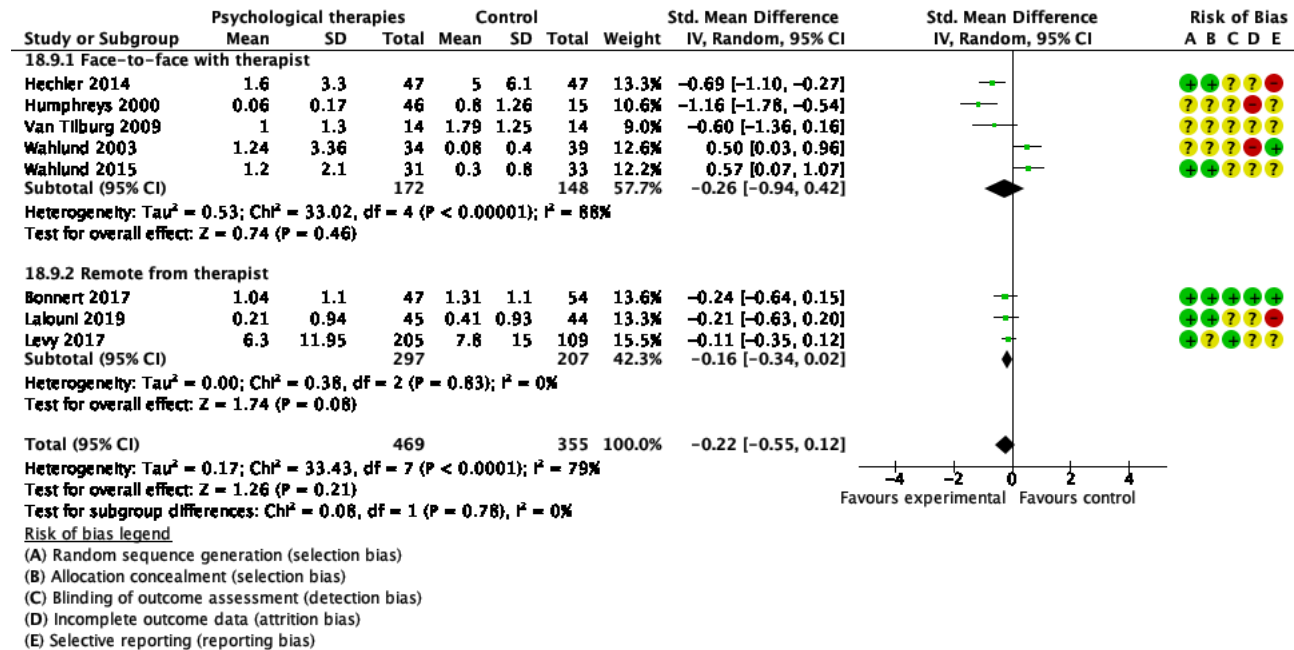 Psychological therapies Control Std. Mean Difference Std. Mean Difference Risk of Bias
Study or Subgroup Mean SD Total Mean SD Total Weight IV, Random, 95% CI IV, Random, 95% CI A B C D E
18.9.1 Face-to-face with therapist
Hechler 2014 1.6 3.3 47 5 6.1 47 13.3% −0.69 [−1.10, −0.27] + + ? ? −
Humphreys 2000 0.06 0.17 46 0.8 1.26 15 10.6% −1.16 [−1.78, −0.54] ? ? ? − ?
Van Tilburg 2009 1 1.3 14 1.79 1.25 14 9.0% −0.60 [−1.36, 0.16] ? ? ? ? ?
Wahlund 2003 1.24 3.36 34 0.08 0.4 39 12.6% 0.50 [0.03, 0.96] ? ? ? − +
Wahlund 2015 1.2 2.1 31 0.3 0.8 33 12.2% 0.57 [0.07, 1.07] + + ? ? ?
Subtotal (95% CI) 172 148 57.7% −0.26 [−0.94, 0.42]
Heterogeneity: Tau² = 0.53; Chi² = 33.02, df = 4 (P < 0.00001); I² = 88%
Test for overall effect: Z = 0.74 (P = 0.46)
18.9.2 Remote from therapist
Bonnert 2017 1.04 1.1 47 1.31 1.1 54 13.6% −0.24 [−0.64, 0.15] + + + + +
Lalouni 2019 0.21 0.94 45 0.41 0.93 44 13.3% −0.21 [−0.63, 0.20] + + ? ? −
Levy 2017 6.3 11.95 205 7.8 15 109 15.5% −0.11 [−0.35, 0.12] + ? + ? ?
Subtotal (95% CI) 297 207 42.3% −0.16 [−0.34, 0.02]
Heterogeneity: Tau² = 0.00; Chi² = 0.38, df = 2 (P = 0.83); I² = 0%
Test for overall effect: Z = 1.74 (P = 0.08)
Total (95% CI) 469 355 100.0% −0.22 [−0.55, 0.12]
Heterogeneity: Tau² = 0.17; Chi² = 33.43, df = 7 (P < 0.0001); I² = 79%
−4 −2 0 2 4
Test for overall effect: Z = 1.26 (P = 0.21)
Favours experimental Favours control
Test for subgroup differences: Chi² = 0.08, df = 1 (P = 0.78), I² = 0%
Risk of bias legend
(A) Random sequence generation (selection bias)
(B) Allocation concealment (selection bias)
(C) Blinding of outcome assessment (detection bias)
(D) Incomplete outcome data (attrition bias)
(E) Selective reporting (reporting bias)